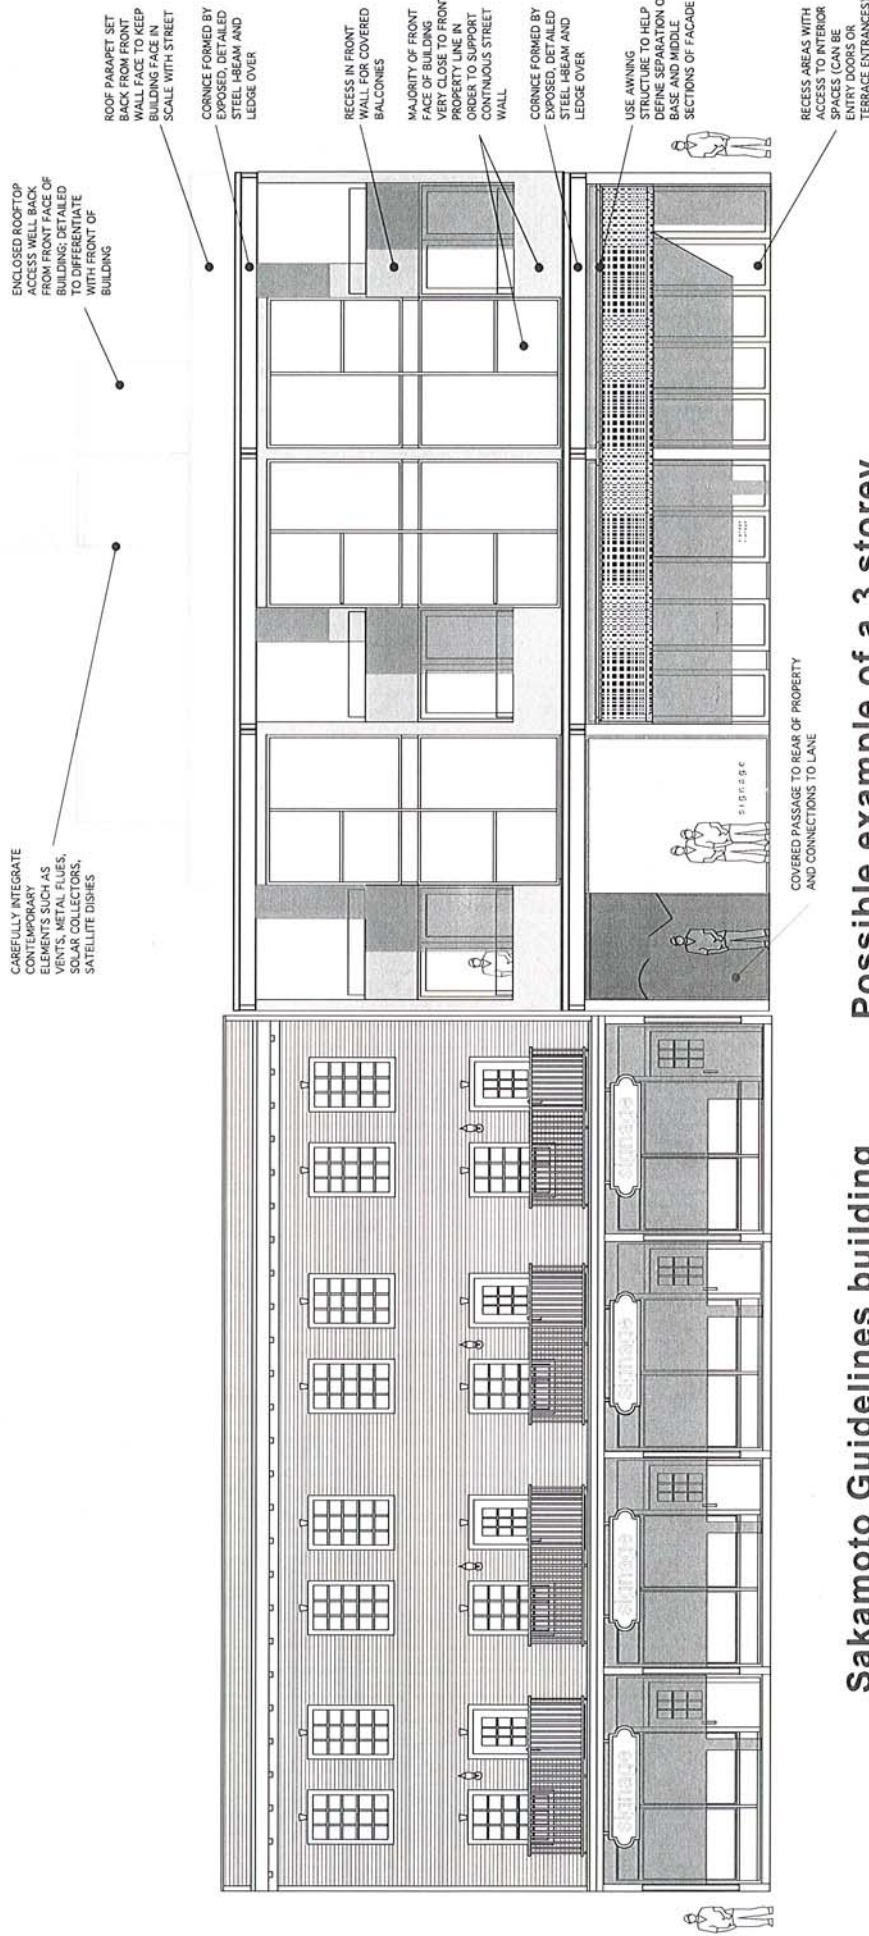 CAREFULLY INTEGRATE
CONTEMPORARY
ELEMENTS SUCH AS
VENTS, METAL FLUES,
SOLAR COLLECTORS,
SATELLITE DISHES
ENCLOSED ROOFTOP
ACCESS WELL BACK
FROM FRONT FACE OF
BUILDING; DETAILED
TO DIFFERENTIATE
WITH FRONT OF
BUILDING
ROOF PARAPET SET
BACK FROM FRONT
WALL FACE TO KEEP
BUILDING FACE IN
SCALE WITH STREET
CORNICE FORMED BY
EXPOSED, DETAILED
STEEL I-BEAM AND
LEDGE OVER
RECESS IN FRONT
WALL FOR COVERED
BALCONIES
MAJORITY OF FRONT
FACE OF BUILDING
VERY CLOSE TO FRONT
PROPERTY LINE IN
ORDER TO SUPPORT
CONTNUOUS STREET
WALL
CORNICE FORMED BY
EXPOSED, DETAILED
STEEL I-BEAM AND
LEDGE OVER
USE AWNING
STRUCTURE TO HELP
DEFINE SEPARATION O
BASE AND MIDDLE
SECTIONS OF FACADE
RECESS AREAS WITH
ACCESS TO INTERIOR
SPACES (CAN BE
ENTRY DOORS OR
TERRACE ENTRANCES)
signage
signage
signage
signage
signage
COVERED PASSAGE TO REAR OF PROPERTY
AND CONNECTIONS TO LANE
Sakamoto Guidelines building
Possible example of a 3 storey